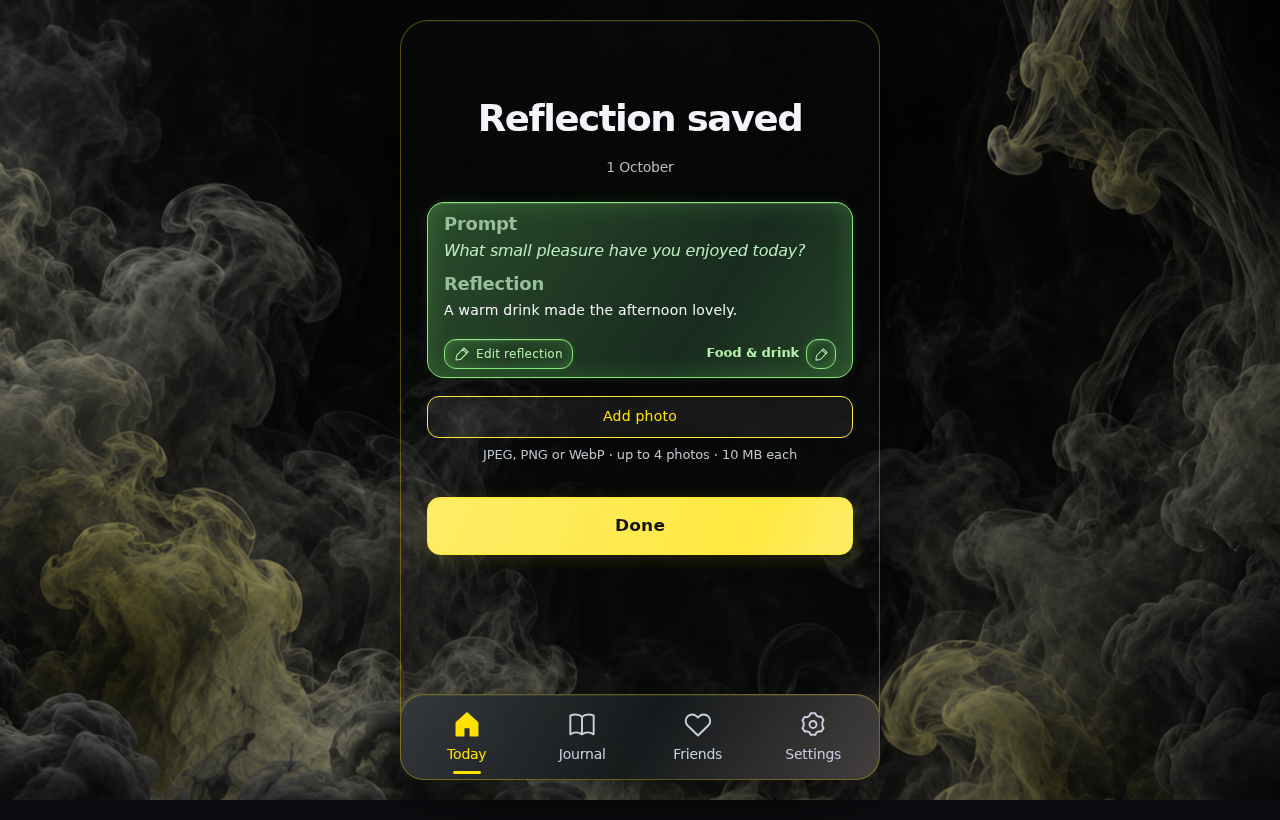 Reflection saved
1 October
Prompt
What small pleasure have you enjoyed today?
Reflection
A warm drink made the afternoon lovely.
Edit reflection
Food & drink
Add photo
JPEG, PNG or WebP · up to 4 photos · 10 MB each
Done
Today
Journal
Friends
Settings